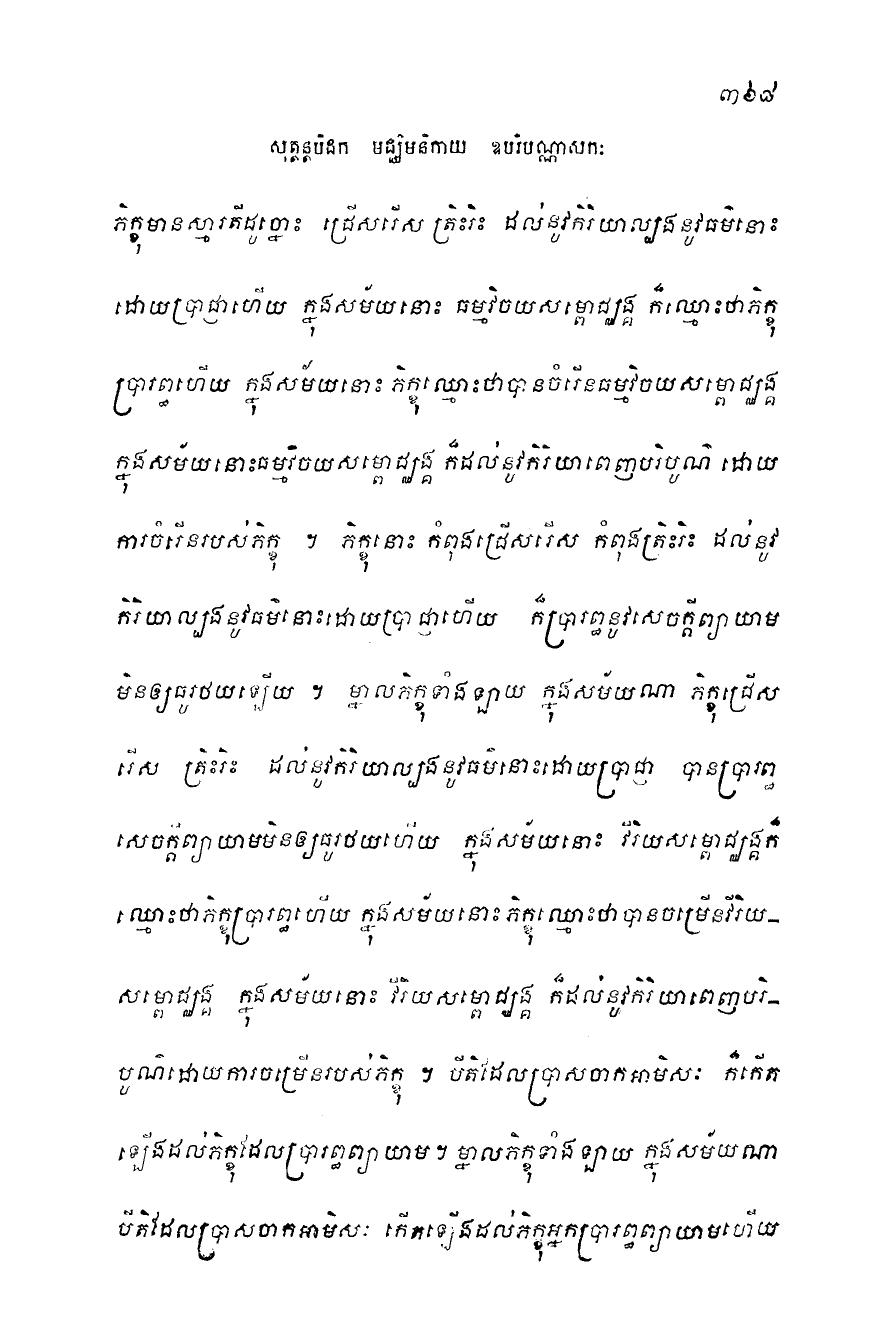 ៣៦៨
សុត្តន្តបិដក មជ្ឈិមនិកាយ ឧបរិបណ្ណាសកៈ
ភិក្ខុមានស្មារតីដូច្នោះ ជ្រើសរើស ត្រិះរិះ ដល់នូវកិរិយាល្បងនូវធម៌នោះ
ដោយប្រាជ្ញាហើយ ក្នុងសម័យនោះ ធម្មវិចយសម្ពោជ្ឈង្គ ក៏ឈ្មោះថាភិក្ខុ
ប្រារព្ធហើយ ក្នុងសម័យនោះ ភិក្ខុឈ្មោះថាបានចំរើនធម្មវិចយសម្ពោជ្ឈង្គ
ក្នុងសម័យនោះធម្មវិចយសម្ពោជ្ឈង្គ ក៏ដល់នូវកិរិយាពេញបរិបូណ៌ ដោយ
ការចំរើនរបស់ភិក្ខុ ។ ភិក្ខុនោះ កំពុងជ្រើសរើស កំពុងត្រិះរិះ ដល់នូវ
កិរិយាល្បងនូវធម៌នោះដោយប្រាជ្ញាហើយ ក៏ប្រារព្ធនូវសេចក្តីព្យាយាម
មិនឲ្យធូរថយឡើយ ។ ម្នាលភិក្ខុទាំងឡាយ ក្នុងសម័យណា ភិក្ខុជ្រើស
រើស ត្រិះរិះ ដល់នូវកិរិយាល្បងនូវធម៌នោះដោយប្រាជ្ញា បានប្រារព្ធ
សេចក្តីព្យាយាមមិនឲ្យធូរថយហើយ ក្នុងសម័យនោះ វីរិយសម្ពោជ្ឈង្គក៏
ឈ្មោះថាភិក្ខុប្រារព្ធហើយ ក្នុងសម័យនោះ ភិក្ខុឈ្មោះថាបានចម្រើនវីរិយ-
សម្ពោជ្ឈង្គ ក្នុងសម័យនោះ វីរិយសម្ពោជ្ឈង្គ ក៏ដល់នូវកិរិយាពេញបរិ-
បូណ៌ដោយការចម្រើនរបស់ភិក្ខុ ។ បីតិដែលប្រាសចាកអាមិសៈ ក៏កើត
ឡើងដល់ភិក្ខុដែលប្រារព្ធព្យាយាម។ ម្នាលភិក្ខុទាំងឡាយ ក្នុងសម័យណា
បីតិដែលប្រាសចាកអាមិសៈ កើតឡើងដល់ភិក្ខុអ្នកប្រារព្ធព្យាយាមហើយ